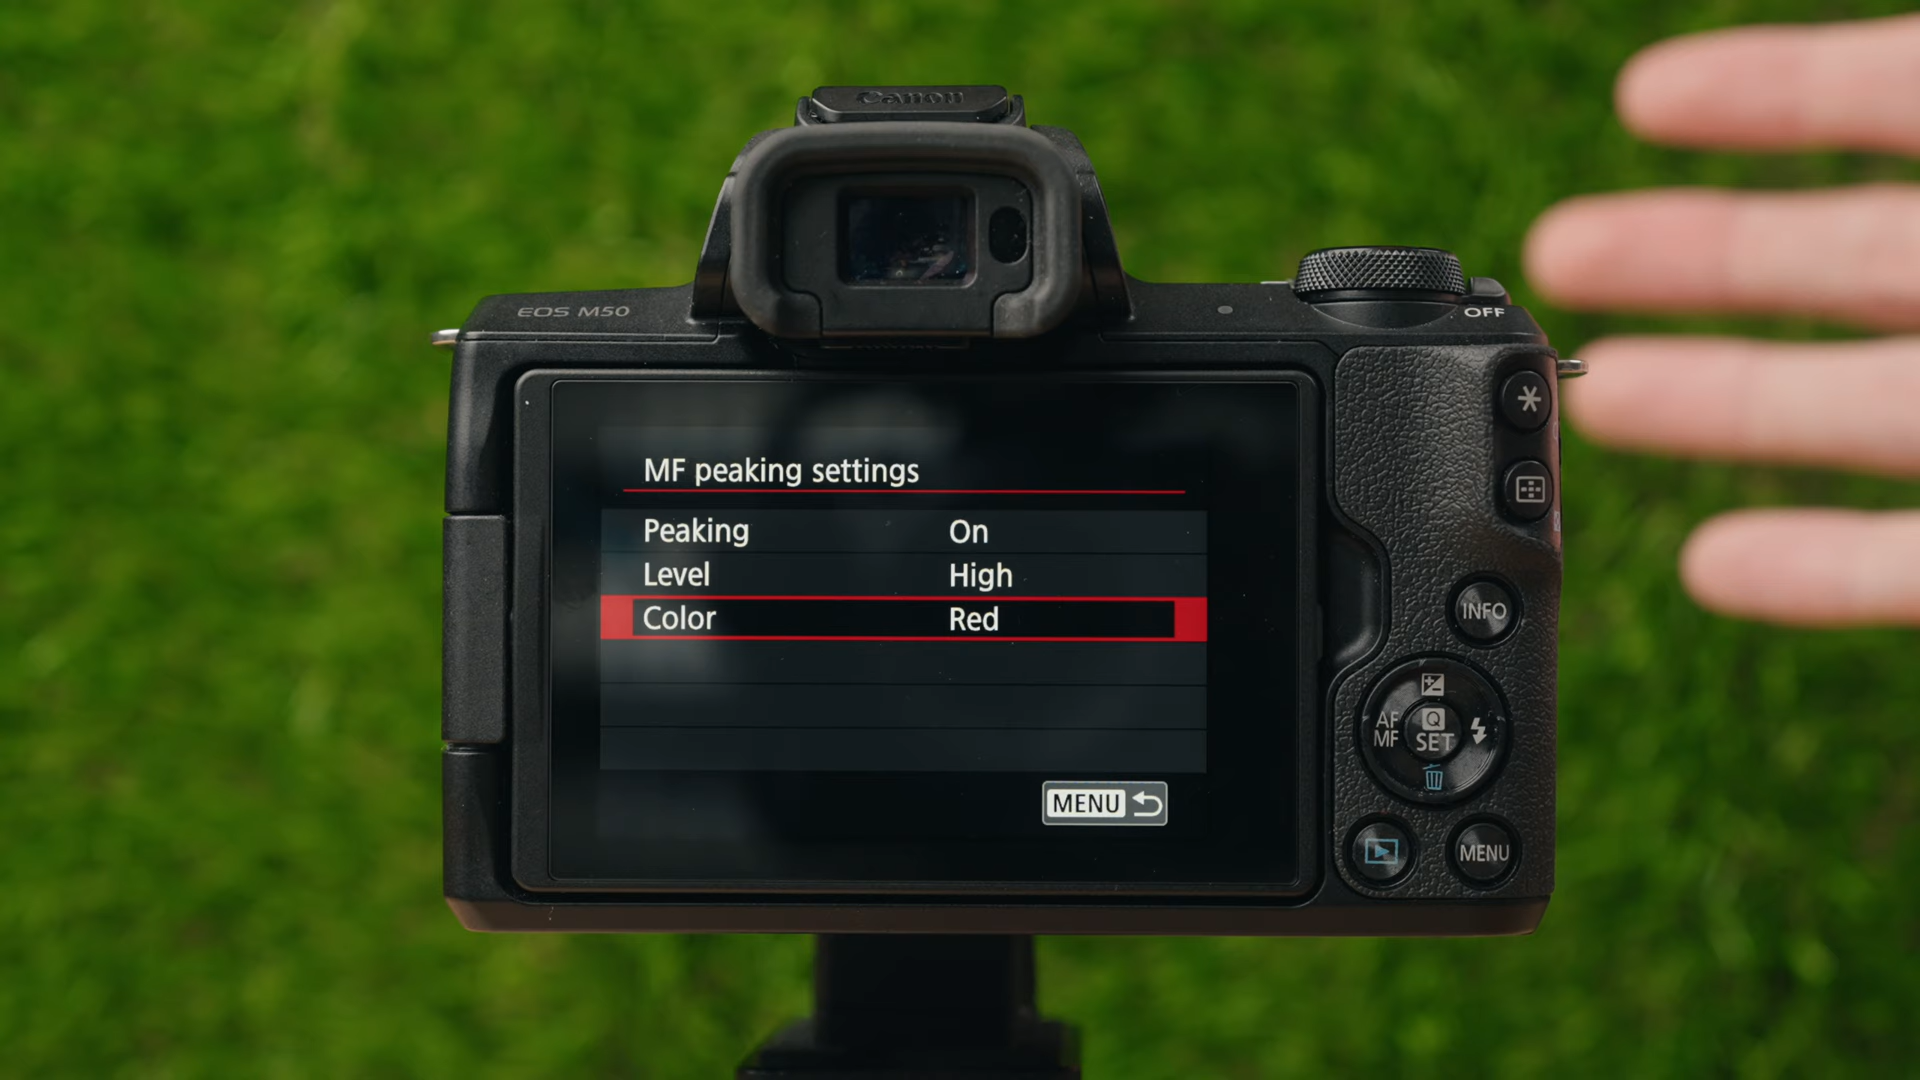 Canon
EOS M50
OFF
MF peaking settings
Peaking On
Level High
Color Red
MENU
INFO
AF
MF
Q
SET
MENU